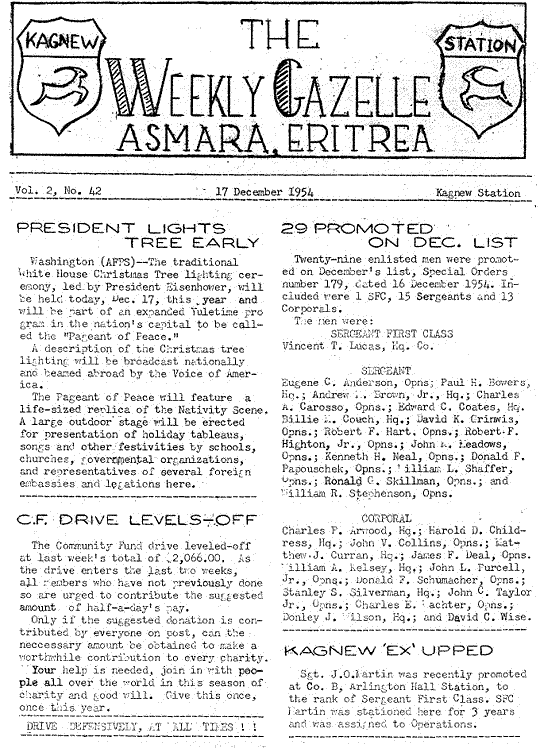 THE
KAGNEW
STATION
WEEKLY GAZELLE
ASMARA, ERITREA
Vol. 2, No. 42 17 December 1954 Kagnew Station
PRESIDENT LIGHTS
TREE EARLY
Washington (AFPS)--The traditional
White House Christmas Tree lighting cer-
emony, led by President Eisenhower, will
be held today, Dec. 17, this year and
will be part of an expanded Yuletime pro
gram in the nation's capital to be call-
ed the "Pageant of Peace."
A description of the Christmas tree
lighting will be broadcast nationally
and beamed abroad by the Voice of Amer-
ica.
The Pageant of Peace will feature a
life-sized replica of the Nativity Scene.
A large outdoor stage will be erected
for presentation of holiday tableaus,
songs and other festivities by schools,
churches, governmental organizations,
and representatives of several foreign
embassies and legations here.
C.F. DRIVE LEVELS-OFF
The Community Fund drive leveled-off
at last week's total of $2,066.00. As
the drive enters the last two weeks,
all members who have not previously done
so are urged to contribute the suggested
amount of half-a-day's pay.
Only if the suggested donation is con-
tributed by everyone on post, can the
neccessary amount be obtained to make a
worthwhile contribution to every charity.
Your help is needed, join in with peo-
ple all over the world in this season of
charity and good will. Give this once,
once this year.
DRIVE DEFENSIVELY, AT ALL TIMES ! !
29 PROMOTED
ON DEC. LIST
Twenty-nine enlisted men were promot-
ed on December's list, Special Orders
number 179, dated 16 December 1954. In-
cluded were 1 SFC, 15 Sergeants and 13
Corporals.
The men were:
SERGEANT FIRST CLASS
Vincent T. Lucas, Hq. Co.
SERGEANT
Eugene C. Anderson, Opns; Paul H. Bowers,
Hq.; Andrew Brown, Jr., Hq.; Charles
A. Carosso, Opns.; Edward C. Coates, Hq.
Billie Couch, Hq.; David K. Crinwis,
Opns.; Robert F. Hart, Opns.; Robert F.
Highton, Jr., Opns.; John Meadows,
Opns.; Kenneth H. Neal, Opns.; Donald F.
Papouschek, Opns.; William L. Shaffer,
Opns.; Ronald G. Skillman, Opns.; and
William R. Stephenson, Opns.
CORPORAL
Charles P. Atwood, Hq.; Harold D. Child-
ress, Hq.; John V. Collins, Opns.; Mat-
thew J. Curran, Hq.; James F. Deal, Opns.
William A. Kelsey, Hq.; John L. Purcell,
Jr., Opns.; Donald F. Schumacher, Opns.;
Stanley S. Silverman, Hq.; John C. Taylor
Jr., Opns.; Charles E. Opns.;
Donley J. Wilson, Hq.; and David C. Wise.
KAGNEW 'EX' UPPED
Sgt. J.O. Martin was recently promoted
at Co. B, Arlington Hall Station, to
the rank of Sergeant First Class. SFC
Martin was stationed here for 3 years
and was assigned to Operations.